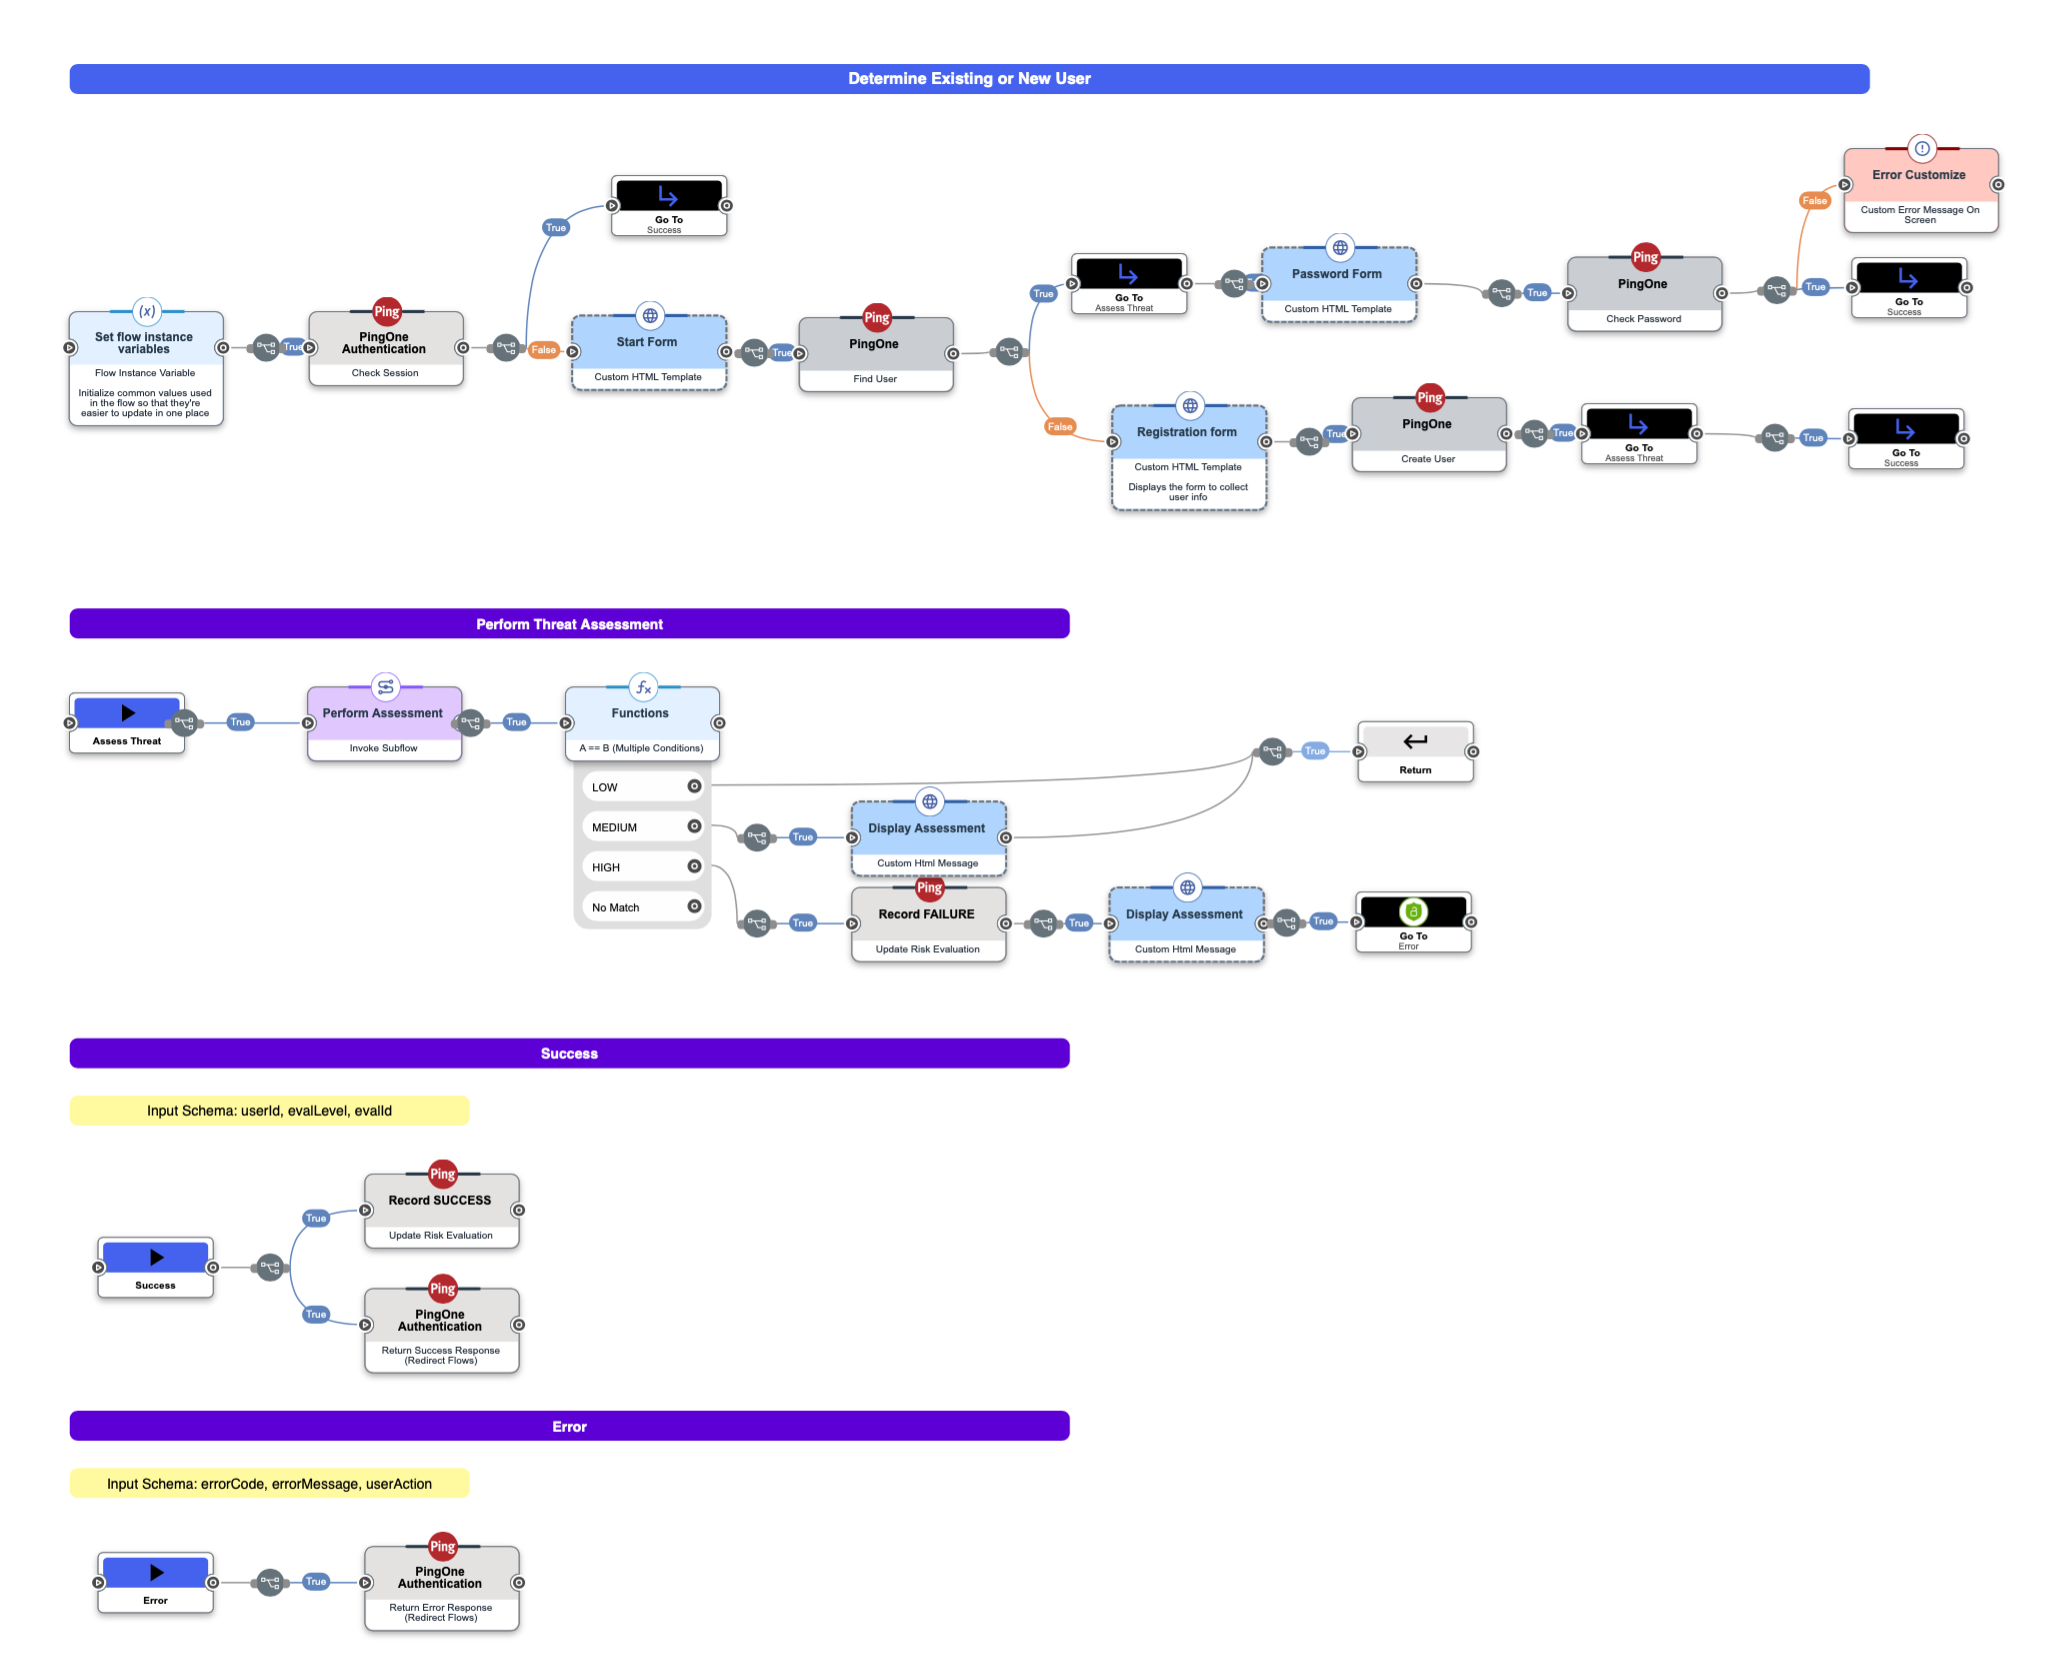 Determine Existing or New User
Error Customize
Custom Error Message On
Screen
False
Go To
Success
True
(x)
Set flow instance
variables
Flow Instance Variable
Initialize common values used
in the flow so that they're
easier to update in one place
True
Ping
PingOne
Authentication
Check Session
False
Start Form
Custom HTML Template
True
Ping
PingOne
Find User
True
Go To
Assess Threat
Password Form
Custom HTML Template
True
Ping
PingOne
Check Password
True
Go To
Success
False
Registration form
Custom HTML Template
Displays the form to collect
user info
True
Ping
PingOne
Create User
True
Go To
Assess Threat
True
Go To
Success
Perform Threat Assessment
Assess Threat
True
Perform Assessment
Invoke Subflow
True
fx
Functions
A == B (Multiple Conditions)
LOW
MEDIUM
HIGH
No Match
True
Return
True
Display Assessment
Custom Html Message
True
Ping
Record FAILURE
Update Risk Evaluation
True
Display Assessment
Custom Html Message
True
Go To
Error
Success
Input Schema: userId, evalLevel, evalId
Success
True
Ping
Record SUCCESS
Update Risk Evaluation
True
Ping
PingOne
Authentication
Return Success Response
(Redirect Flows)
Error
Input Schema: errorCode, errorMessage, userAction
Error
True
Ping
PingOne
Authentication
Return Error Response
(Redirect Flows)